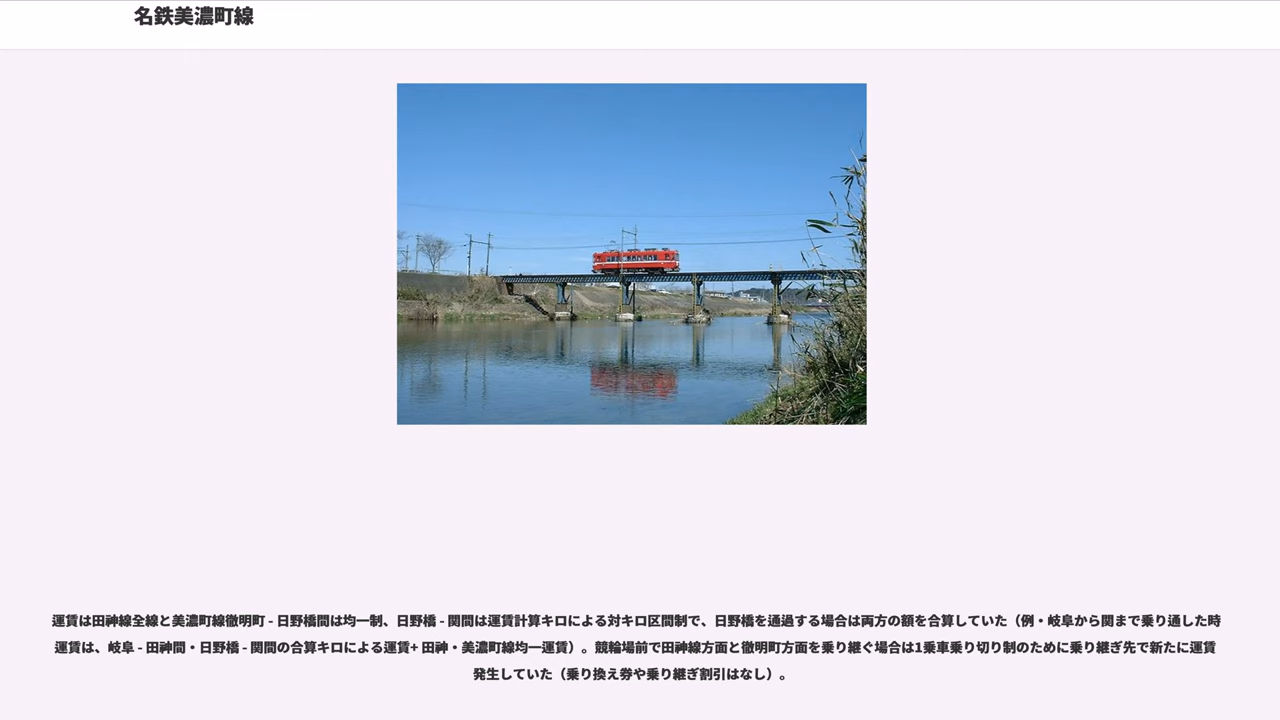 名鉄美濃町線
運賃は田神線全線と美濃町線徹明町 - 日野橋間は均一制、日野橋 - 関間は運賃計算キロによる対キロ区間制で、日野橋を通過する場合は両方の額を合算していた（例・岐阜から関まで乗り通した時
運賃は、岐阜 - 田神間・日野橋 - 関間の合算キロによる運賃+ 田神・美濃町線均一運賃）。競輪場前で田神線方面と徹明町方面を乗り継ぐ場合は1乗車乗り切り制のために乗り継ぎ先で新たに運賃
発生していた（乗り換え券や乗り継ぎ割引はなし）。